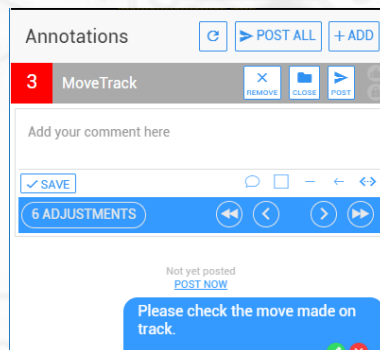 Annotations
POST ALL
+ ADD
3 MoveTrack
REMOVE
CLOSE
POST
Add your comment here
SAVE
6 ADJUSTMENTS
Not yet posted
POST NOW
Please check the move made on
track.